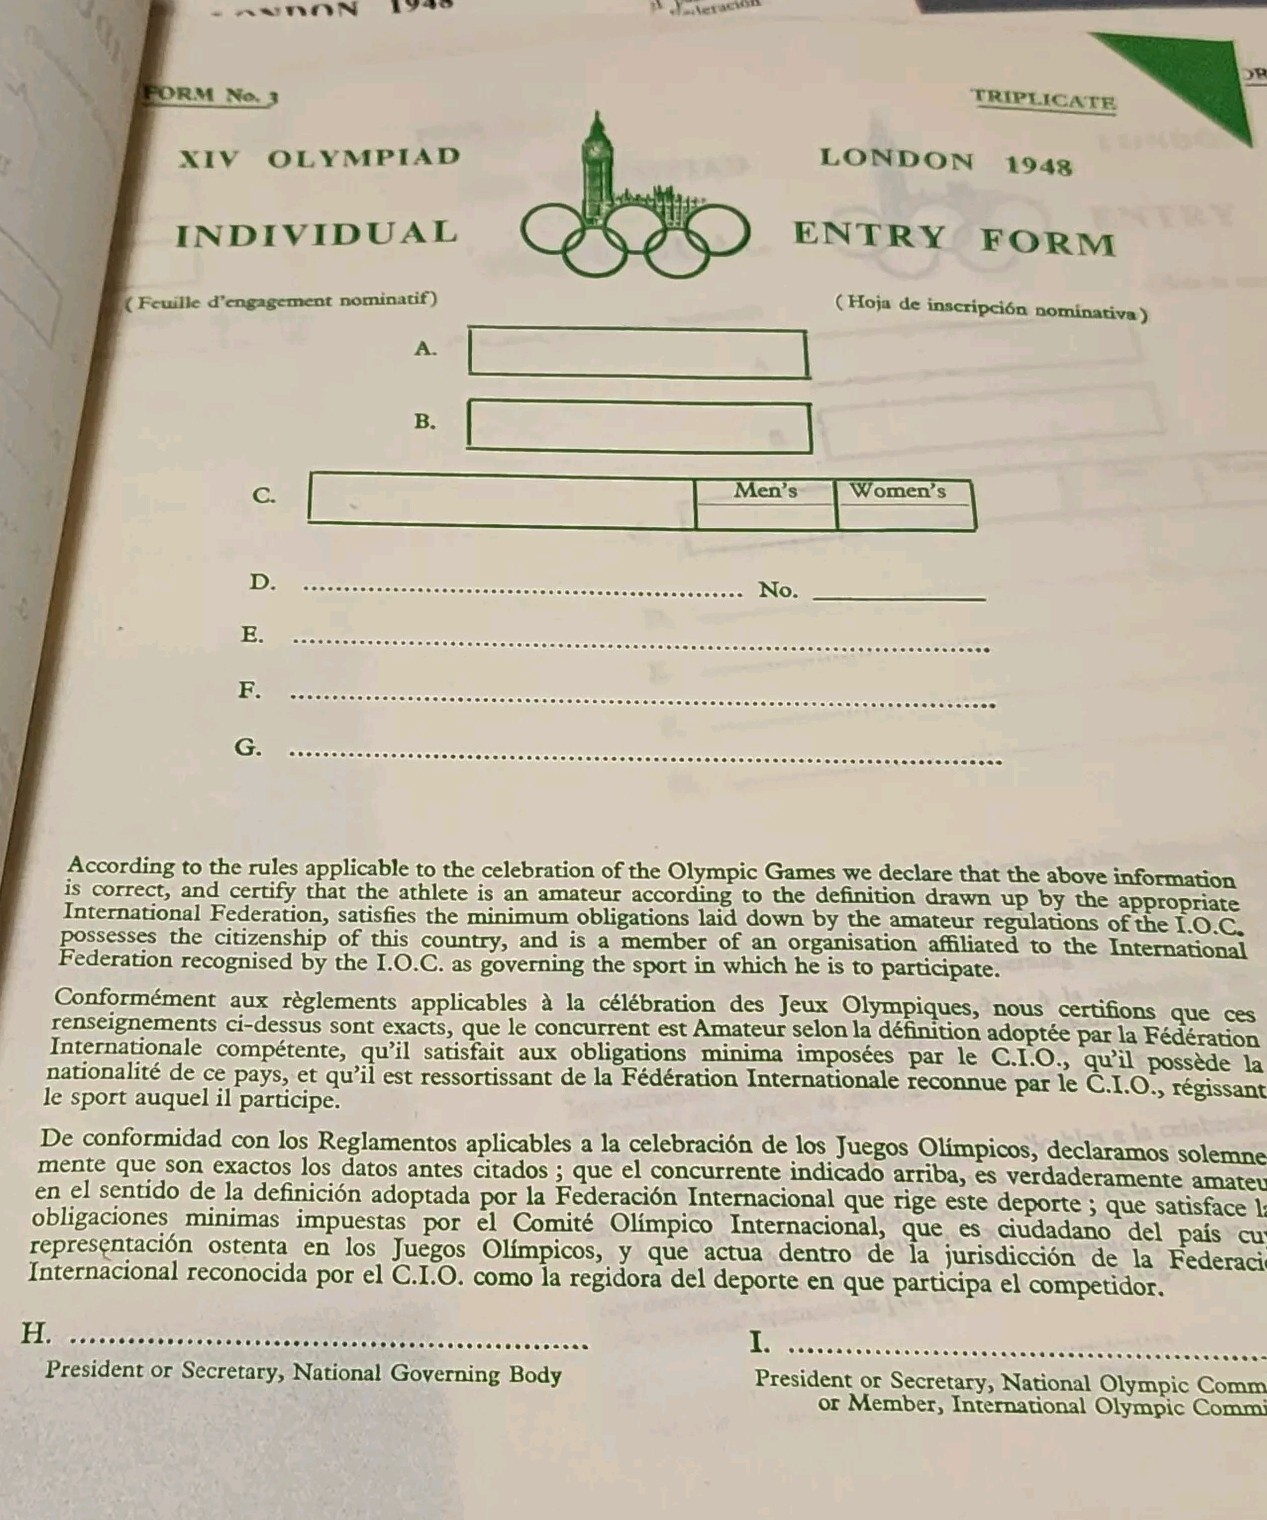 LONDON 1948
FORM No. 3
TRIPLICATE
XIV OLYMPIAD
LONDON 1948
INDIVIDUAL
ENTRY FORM
(Feuille d'engagement nominatif)
(Hoja de inscripción nominativa)
A.
B.
C. Men's Women's
D. No.
E.
F.
G.
According to the rules applicable to the celebration of the Olympic Games we declare that the above information
is correct, and certify that the athlete is an amateur according to the definition drawn up by the appropriate
International Federation, satisfies the minimum obligations laid down by the amateur regulations of the I.O.C.
possesses the citizenship of this country, and is a member of an organisation affiliated to the International
Federation recognised by the I.O.C. as governing the sport in which he is to participate.
Conformément aux règlements applicables à la célébration des Jeux Olympiques, nous certifions que ces
renseignements ci-dessus sont exacts, que le concurrent est Amateur selon la définition adoptée par la Fédération
Internationale compétente, qu'il satisfait aux obligations minima imposées par le C.I.O., qu'il possède la
nationalité de ce pays, et qu'il est ressortissant de la Fédération Internationale reconnue par le C.I.O., régissant
le sport auquel il participe.
De conformidad con los Reglamentos aplicables a la celebración de los Juegos Olímpicos, declaramos solemne
mente que son exactos los datos antes citados ; que el concurrente indicado arriba, es verdaderamente amateu
en el sentido de la definición adoptada por la Federación Internacional que rige este deporte ; que satisface la
obligaciones minimas impuestas por el Comité Olímpico Internacional, que es ciudadano del país cu
representación ostenta en los Juegos Olímpicos, y que actua dentro de la jurisdicción de la Federaci
Internacional reconocida por el C.I.O. como la regidora del deporte en que participa el competidor.
H.
I.
President or Secretary, National Governing Body
President or Secretary, National Olympic Comm
or Member, International Olympic Commi